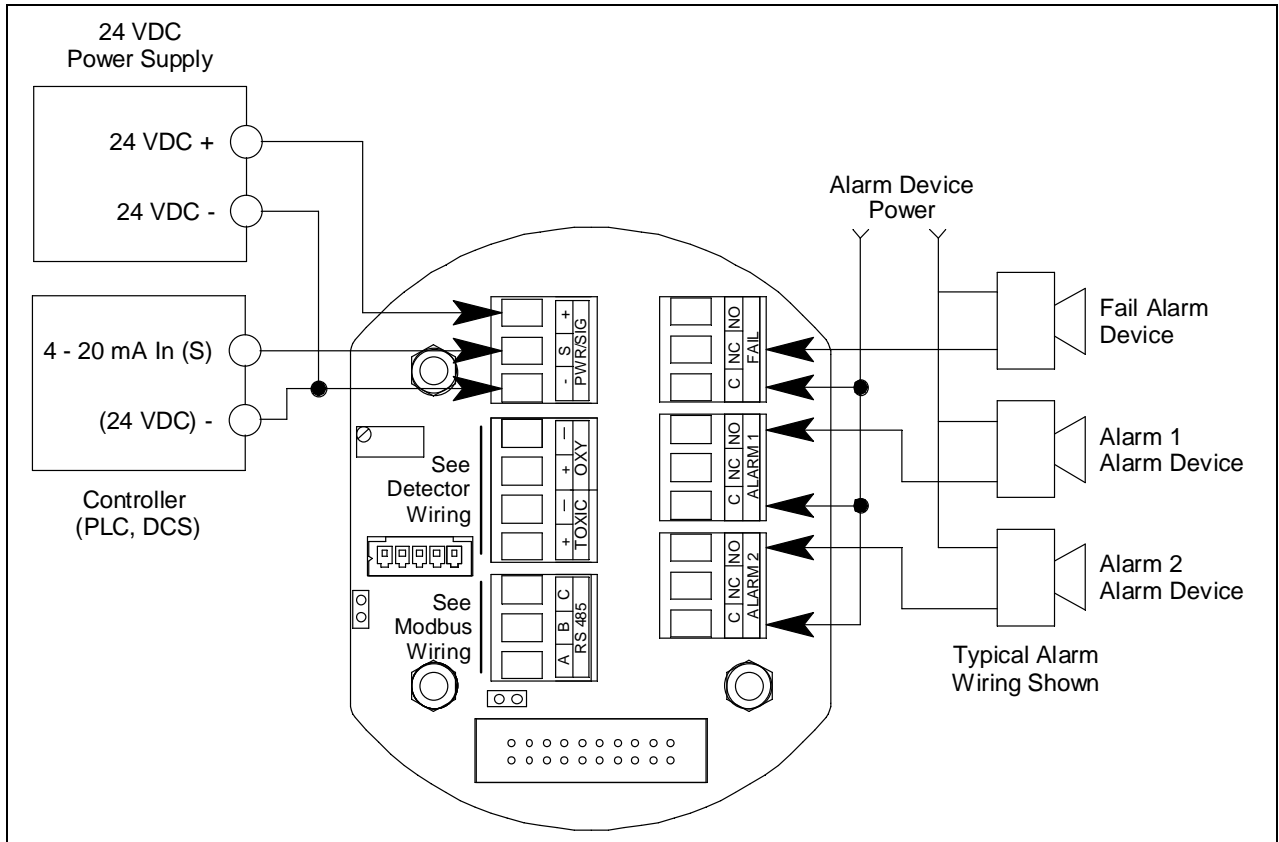 24 VDC
Power Supply
24 VDC +
24 VDC -
4 - 20 mA In (S)
(24 VDC) -
Controller
(PLC, DCS)
+
S
-
PWR/SIG
See
Detector
Wiring
−
+
OXY
−
+
TOXIC
See
Modbus
Wiring
C
B
A
RS 485
NO
NC
C
FAIL
NO
NC
C
ALARM 1
NO
NC
C
ALARM 2
Alarm Device
Power
Fail Alarm
Device
Alarm 1
Alarm Device
Alarm 2
Alarm Device
Typical Alarm
Wiring Shown